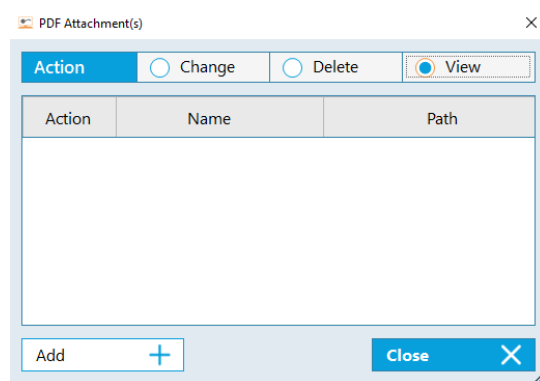 PDF Attachment(s)
Action Change Delete View
Action Name Path
Add Close